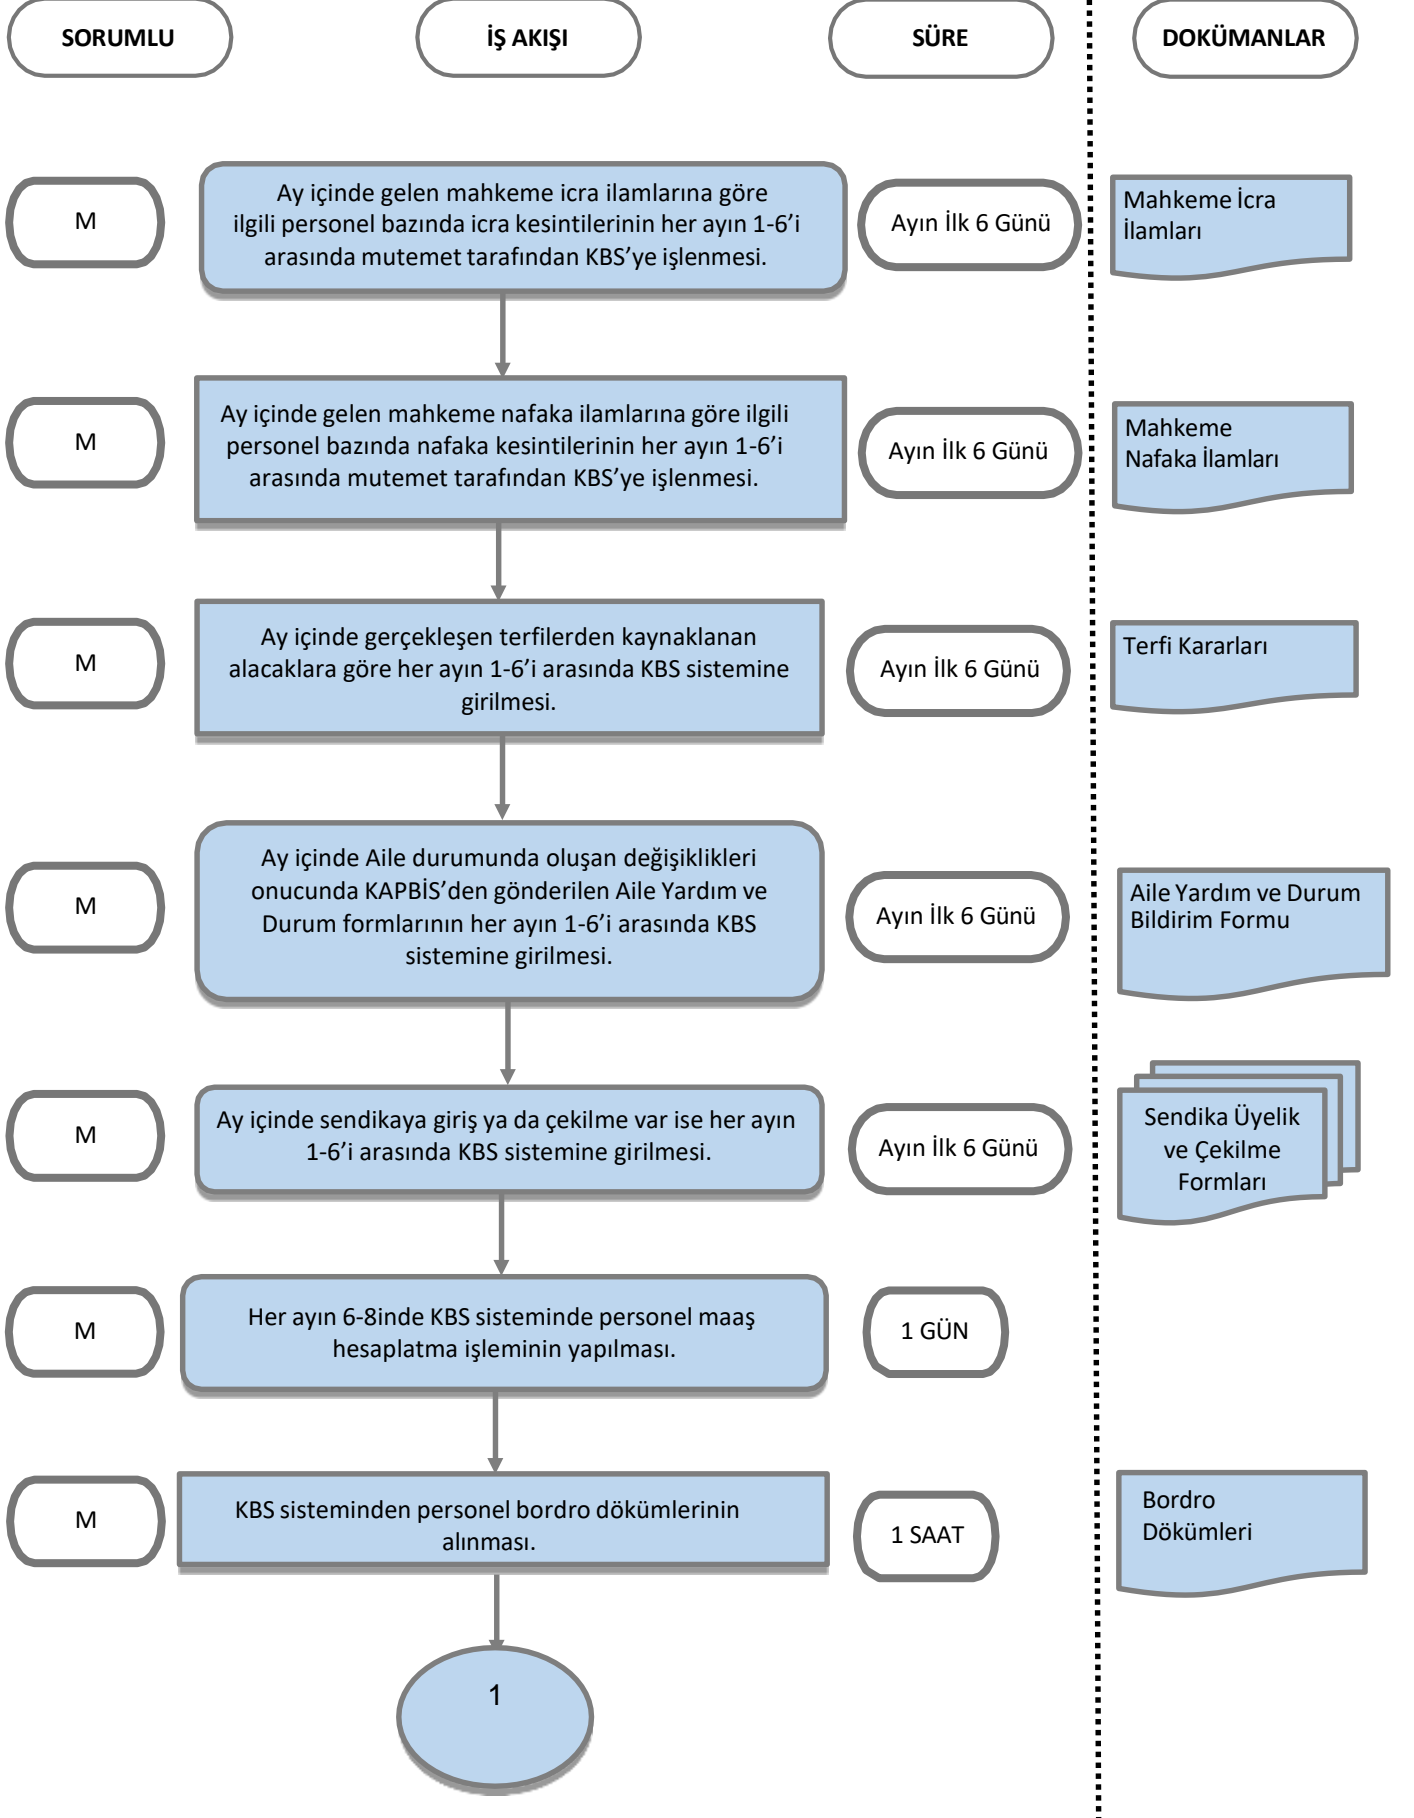 SORUMLU
İŞ AKIŞI
SÜRE
DOKÜMANLAR
M
Ay içinde gelen mahkeme icra ilamlarına göre
ilgili personel bazında icra kesintilerinin her ayın 1-6’i
arasında mutemet tarafından KBS’ye işlenmesi.
Ayın İlk 6 Günü
Mahkeme İcra
İlamları
M
Ay içinde gelen mahkeme nafaka ilamlarına göre ilgili
personel bazında nafaka kesintilerinin her ayın 1-6’i
arasında mutemet tarafından KBS’ye işlenmesi.
Ayın İlk 6 Günü
Mahkeme
Nafaka İlamları
M
Ay içinde gerçekleşen terfilerden kaynaklanan
alacaklara göre her ayın 1-6’i arasında KBS sistemine
girilmesi.
Ayın İlk 6 Günü
Terfi Kararları
M
Ay içinde Aile durumunda oluşan değişiklikleri
onucunda KAPBİS’den gönderilen Aile Yardım ve
Durum formlarının her ayın 1-6’i arasında KBS
sistemine girilmesi.
Ayın İlk 6 Günü
Aile Yardım ve Durum
Bildirim Formu
M
Ay içinde sendikaya giriş ya da çekilme var ise her ayın
1-6’i arasında KBS sistemine girilmesi.
Ayın İlk 6 Günü
Sendika Üyelik
ve Çekilme
Formları
M
Her ayın 6-8inde KBS sisteminde personel maaş
hesaplatma işleminin yapılması.
1 GÜN
M
KBS sisteminden personel bordro dökümlerinin
alınması.
1 SAAT
Bordro
Dökümleri
1